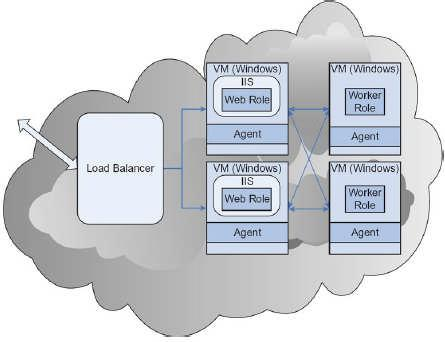 Load Balancer
VM (Windows)
IIS
Web Role
Agent
VM (Windows)
Worker
Role
Agent
VM (Windows)
IIS
Web Role
Agent
VM (Windows)
Worker
Role
Agent